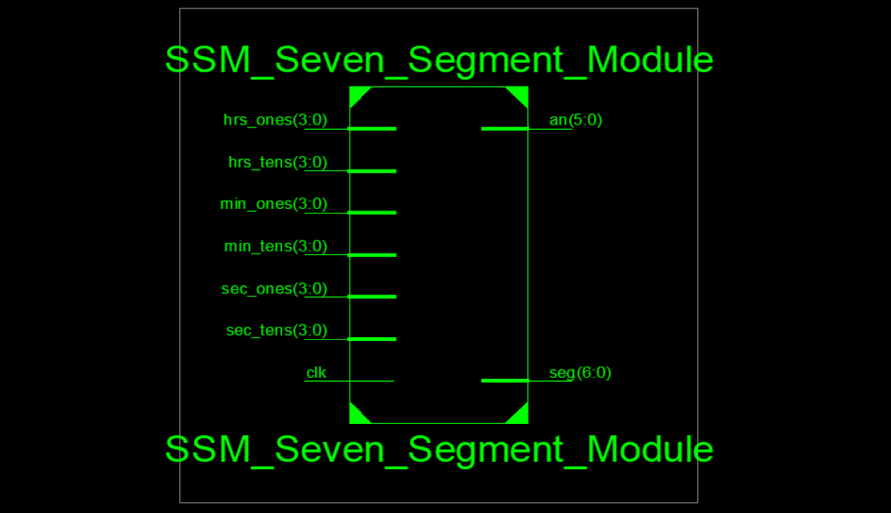 SSM_Seven_Segment_Module
hrs_ones(3:0) an(5:0)
hrs_tens(3:0)
min_ones(3:0)
min_tens(3:0)
sec_ones(3:0)
sec_tens(3:0)
clk seg(6:0)
SSM_Seven_Segment_Module